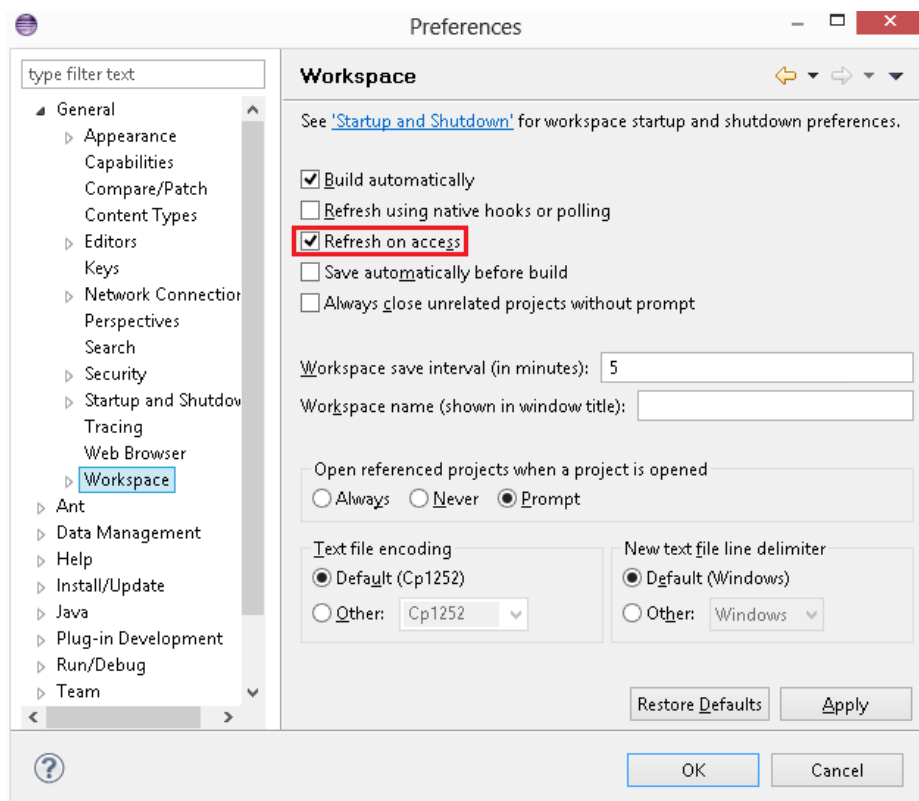 Preferences
type filter text
General
Appearance
Capabilities
Compare/Patch
Content Types
Editors
Keys
Network Connection
Perspectives
Search
Security
Startup and Shutdow
Tracing
Web Browser
Workspace
Ant
Data Management
Help
Install/Update
Java
Plug-in Development
Run/Debug
Team
Workspace
See 'Startup and Shutdown' for workspace startup and shutdown preferences.
Build automatically
Refresh using native hooks or polling
Refresh on access
Save automatically before build
Always close unrelated projects without prompt
Workspace save interval (in minutes): 5
Workspace name (shown in window title):
Open referenced projects when a project is opened
Always Never Prompt
Text file encoding
Default (Cp1252)
Other: Cp1252
New text file line delimiter
Default (Windows)
Other: Windows
Restore Defaults Apply
? OK Cancel